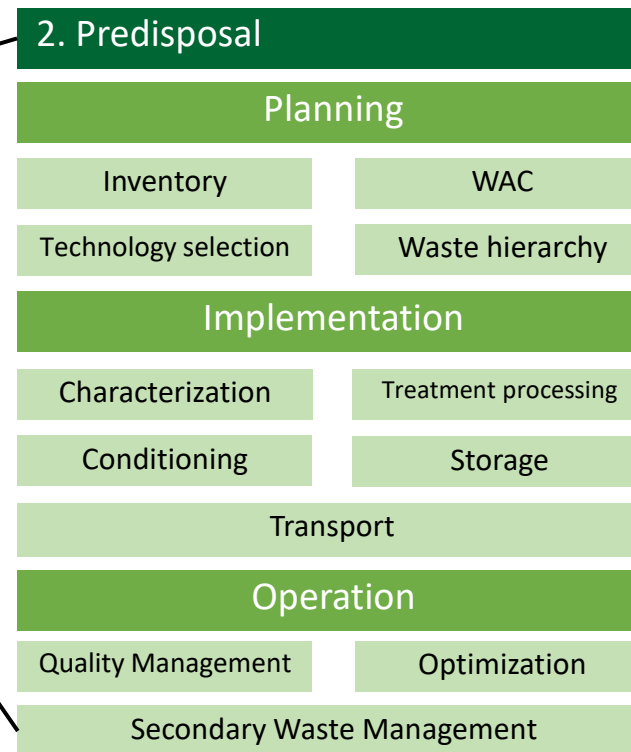 2. Predisposal
Planning
Inventory
WAC
Technology selection
Waste hierarchy
Implementation
Characterization
Treatment processing
Conditioning
Storage
Transport
Operation
Quality Management
Optimization
Secondary Waste Management